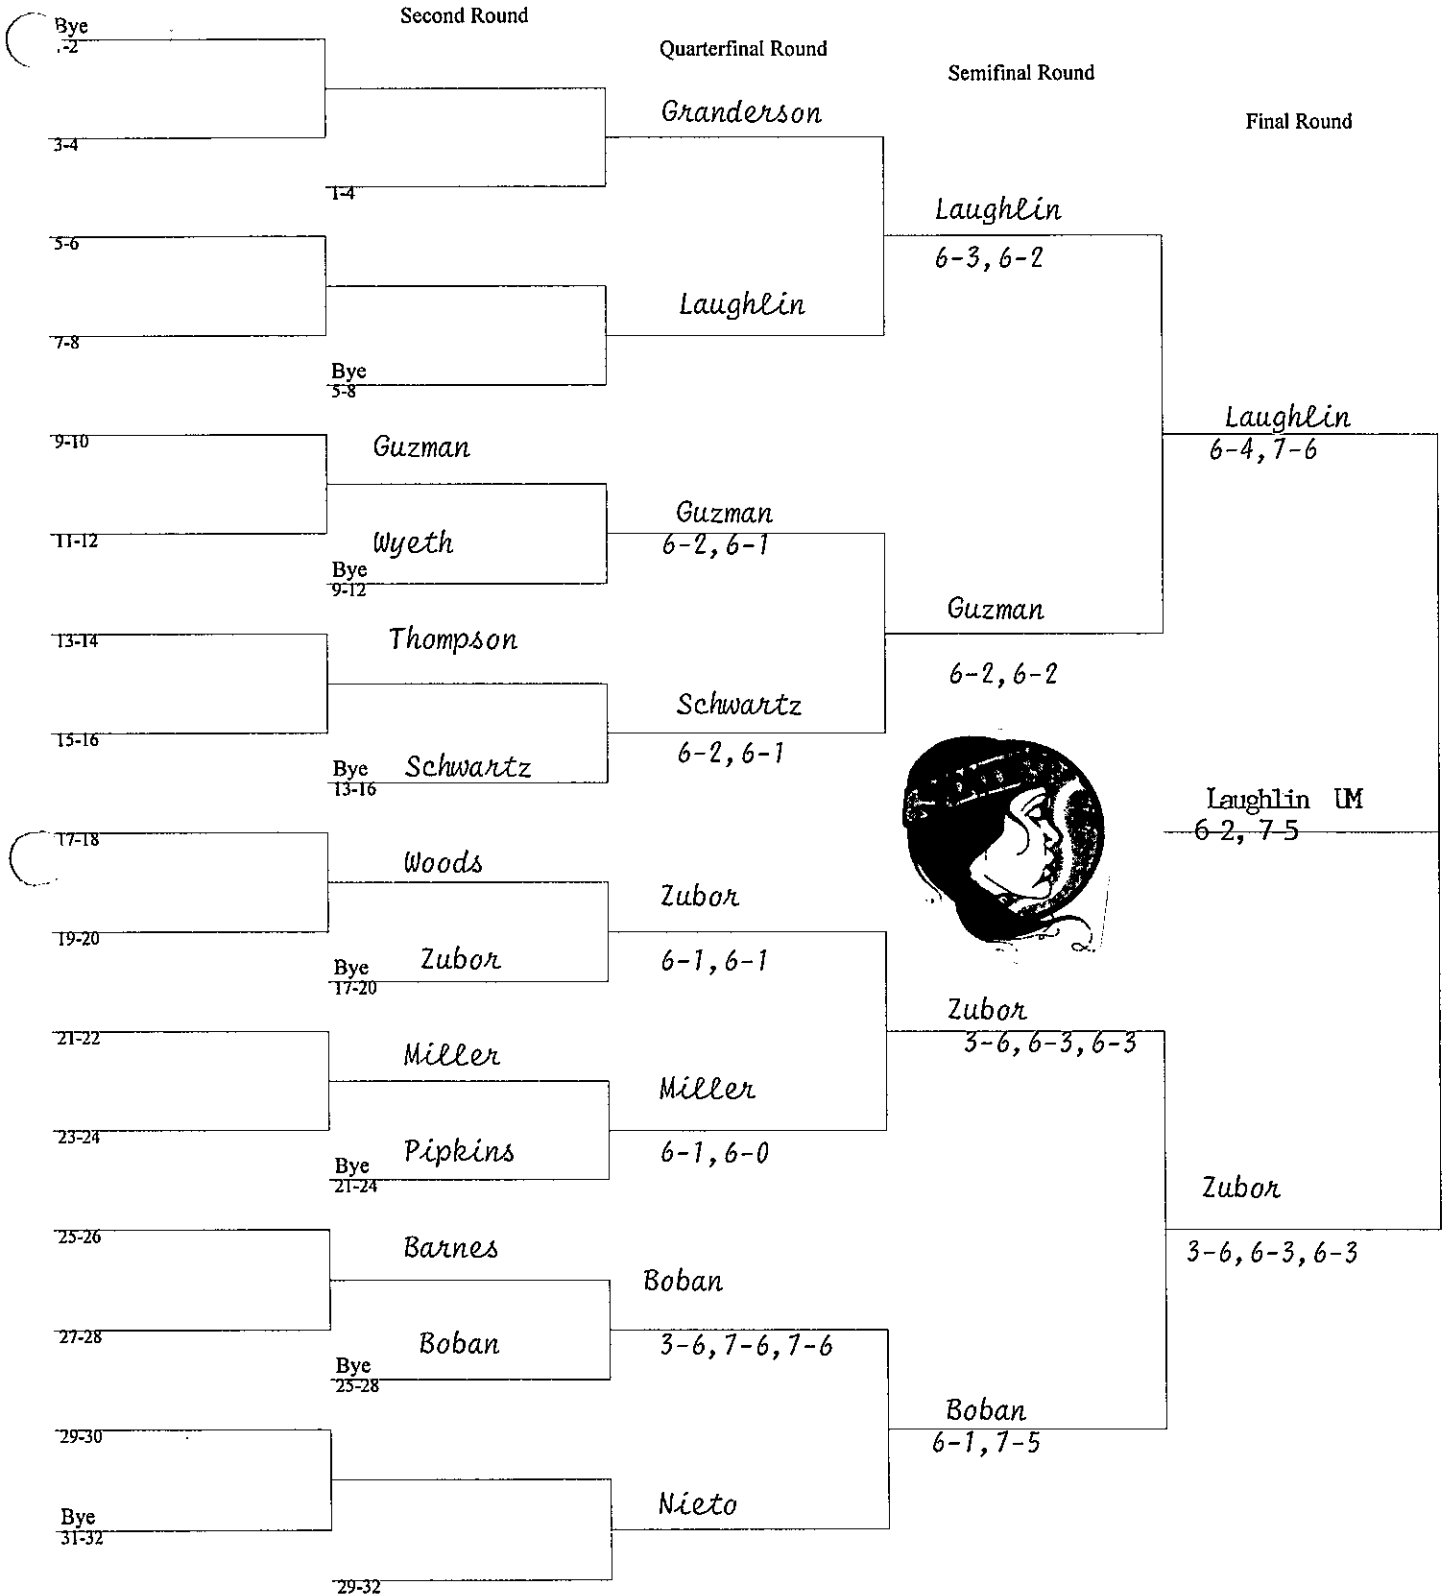 Second Round
Quarterfinal Round
Semifinal Round
Final Round
Bye
-2
3-4
1-4
5-6
7-8
Bye
5-8
9-10
11-12
Bye
9-12
13-14
15-16
Bye
13-16
17-18
19-20
Bye
17-20
21-22
23-24
Bye
21-24
25-26
27-28
Bye
25-28
29-30
Bye
31-32
29-32
Guzman
Wyeth
Thompson
Schwartz
Woods
Zubor
Miller
Pipkins
Barnes
Boban
Granderson
Laughlin
Guzman
6-2, 6-1
Schwartz
6-2, 6-1
Zubor
6-1, 6-1
Miller
6-1, 6-0
Boban
3-6, 7-6, 7-6
Nieto
Laughlin
6-3, 6-2
Guzman
6-2, 6-2
Zubor
3-6, 6-3, 6-3
Boban
6-1, 7-5
Laughlin
6-4, 7-6
Zubor
3-6, 6-3, 6-3
Laughlin UM
6-2, 7-5